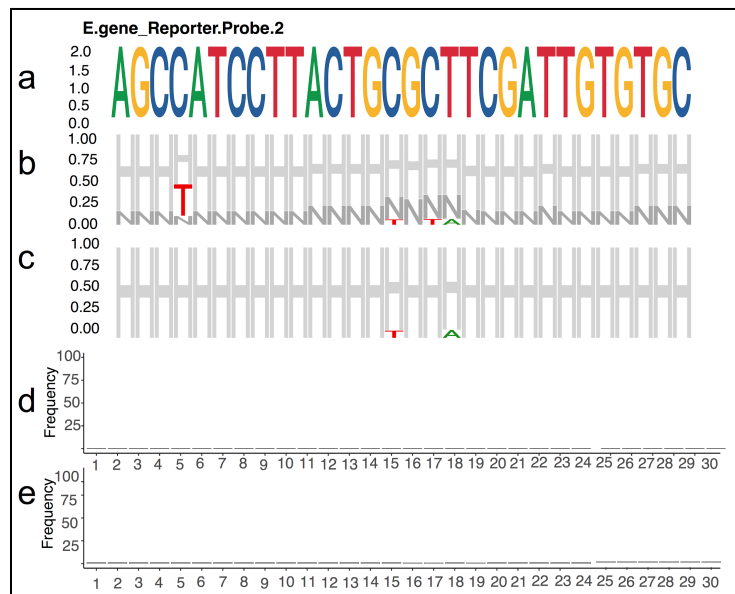 E.gene_Reporter.Probe.2
a
2.0
1.5
1.0
0.5
0.0
AGCCATCCTTACTGCGCTTCGATTGTGTGC
b
1.00
0.75
0.50
0.25
0.00
HHHHHHHHHHHHHHHHHHHHHHHHHHHHHH
T
NNNNNNNNNNNNNNNNNNNNNNNNNNNNNN
T T A
c
1.00
0.75
0.50
0.25
0.00
HHHHHHHHHHHHHHHHHHHHHHHHHHHHHH
T A
d
Frequency
100
75
50
25
1 2 3 4 5 6 7 8 9 10 11 12 13 14 15 16 17 18 19 20 21 22 23 24 25 26 27 28 29 30
e
Frequency
100
75
50
25
1 2 3 4 5 6 7 8 9 10 11 12 13 14 15 16 17 18 19 20 21 22 23 24 25 26 27 28 29 30